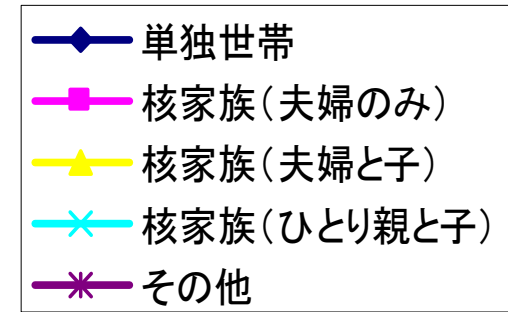 単独世帯
核家族（夫婦のみ）
核家族（夫婦と子）
核家族（ひとり親と子）
その他